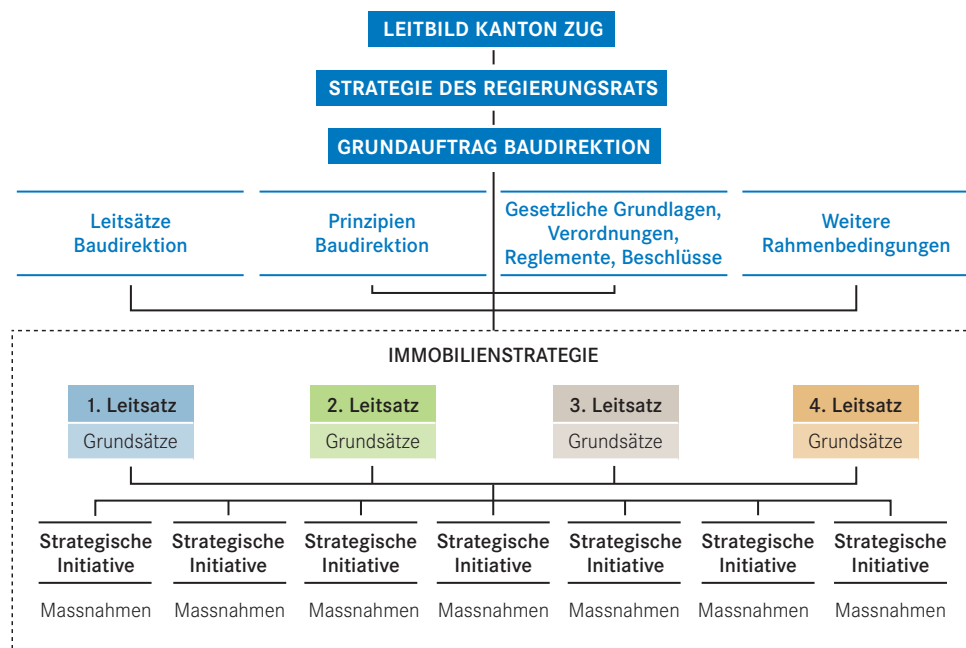 LEITBILD KANTON ZUG
STRATEGIE DES REGIERUNGSRATS
GRUNDAUFTRAG BAUDIREKTION
Leitsätze
Baudirektion
Prinzipien
Baudirektion
Gesetzliche Grundlagen,
Verordnungen,
Reglemente, Beschlüsse
Weitere
Rahmenbedingungen
IMMOBILIENSTRATEGIE
1. Leitsatz
Grundsätze
2. Leitsatz
Grundsätze
3. Leitsatz
Grundsätze
4. Leitsatz
Grundsätze
Strategische
Initiative
Massnahmen
Strategische
Initiative
Massnahmen
Strategische
Initiative
Massnahmen
Strategische
Initiative
Massnahmen
Strategische
Initiative
Massnahmen
Strategische
Initiative
Massnahmen
Strategische
Initiative
Massnahmen